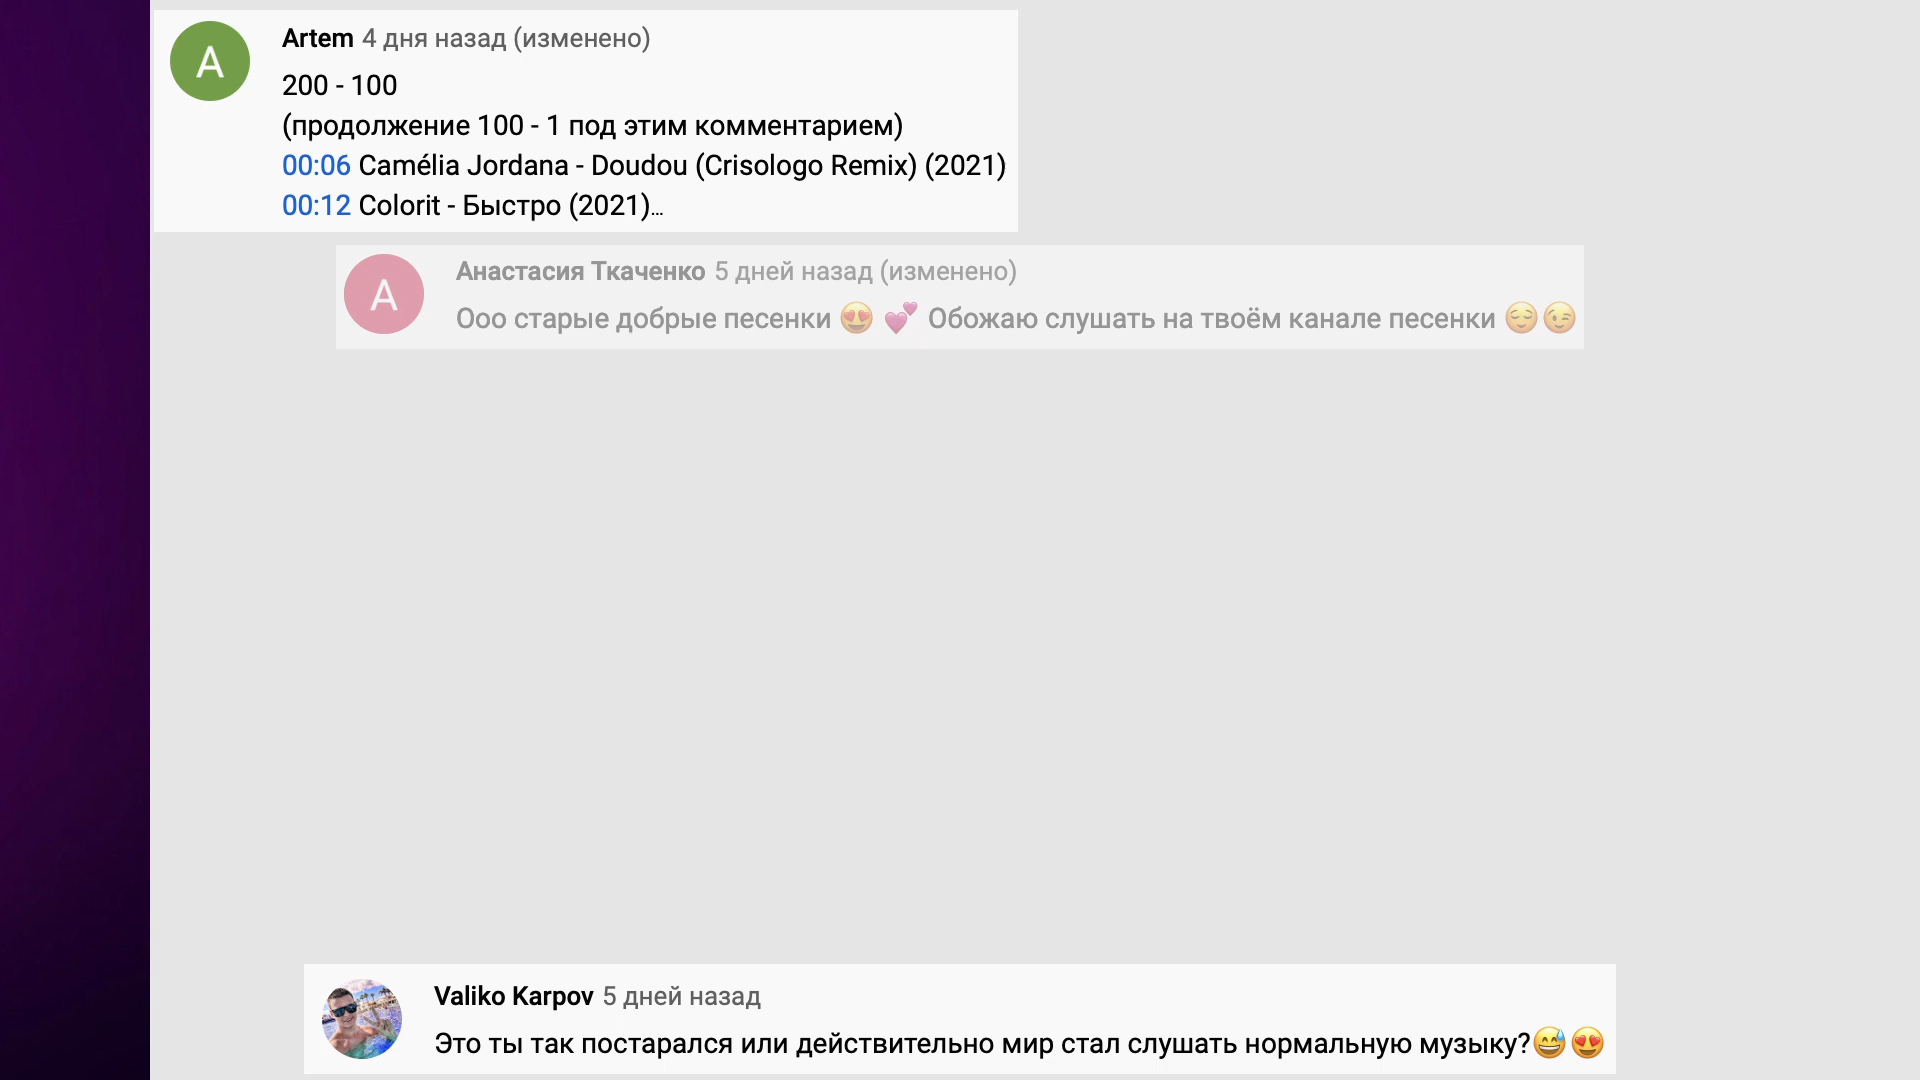 A
Artem 4 дня назад (изменено)
200 - 100
(продолжение 100 - 1 под этим комментарием)
00:06 Camélia Jordana - Doudou (Crisologo Remix) (2021)
00:12 Colorit - Быстро (2021)...
A
Анастасия Ткаченко 5 дней назад (изменено)
Ооо старые добрые песенки 😍 💕 Обожаю слушать на твоём канале песенки 😌😉
Valiko Karpov 5 дней назад
Это ты так постарался или действительно мир стал слушать нормальную музыку?😅😍